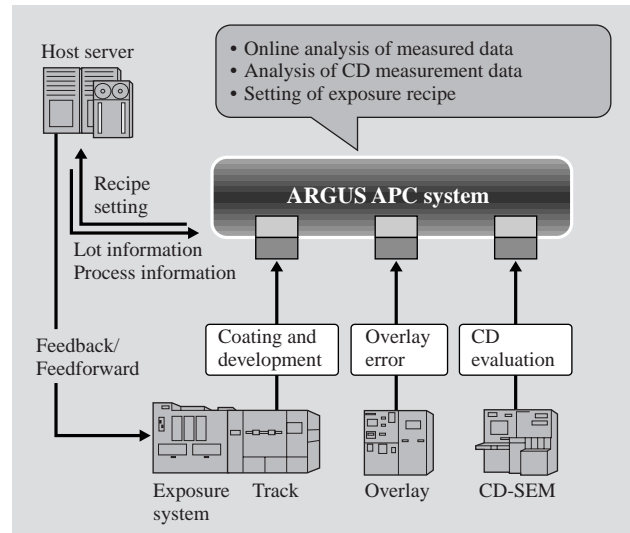 Host server
• Online analysis of measured data
• Analysis of CD measurement data
• Setting of exposure recipe
ARGUS APC system
Recipe
setting
Lot information
Process information
Feedback/
Feedforward
Coating and
development
Overlay
error
CD
evaluation
Exposure
system
Track
Overlay
CD-SEM